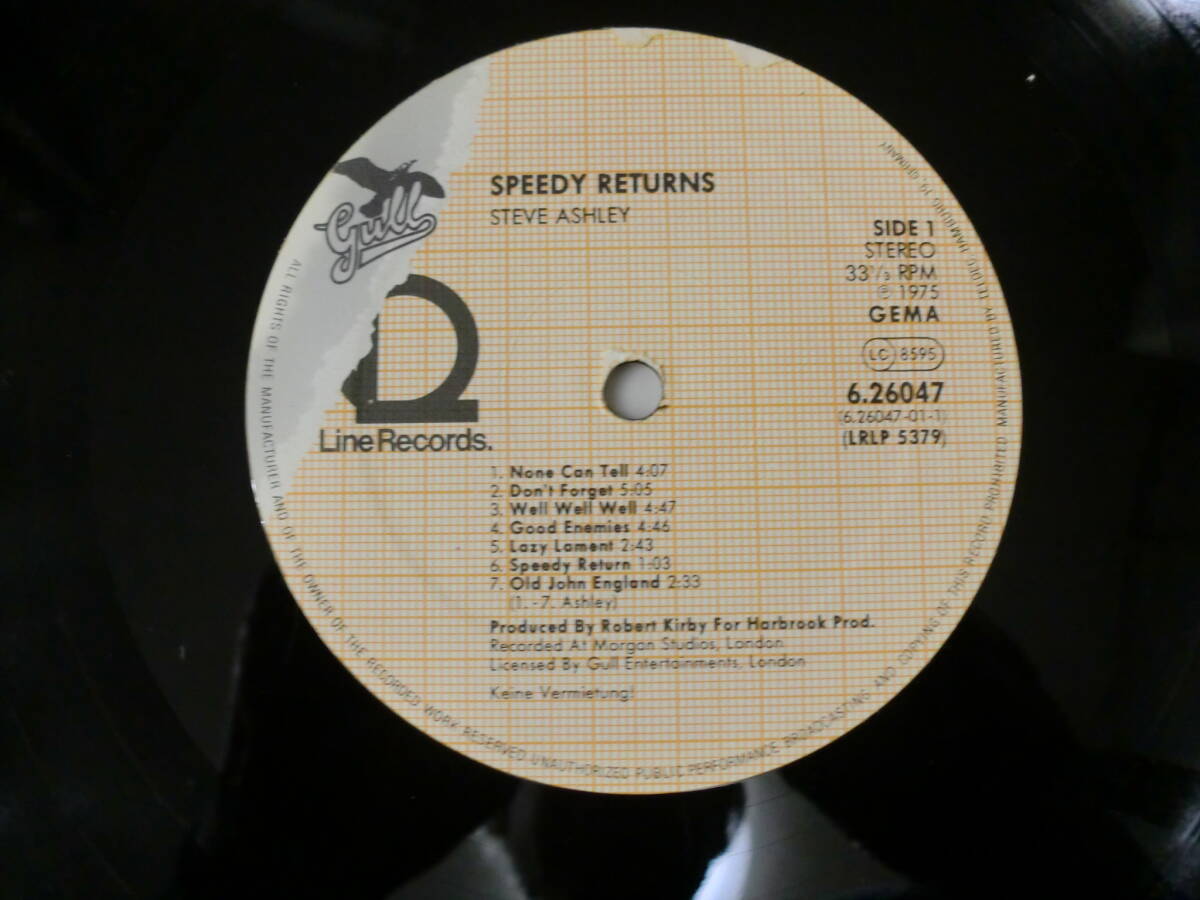 SPEEDY RETURNS
STEVE ASHLEY
Gull
SIDE 1
STEREO
33 1/3 RPM
℗ 1975
GEMA
LC 8595
6.26047
(6.26047-01-1)
(LRLP 5379)
Line Records.
1. None Can Tell 4:07
2. Don't Forget 5:05
3. Well Well Well 4:47
4. Good Enemies 4:46
5. Lazy Lament 2:43
6. Speedy Return 1:03
7. Old John England 2:33
(1. - 7. Ashley)
Produced By Robert Kirby For Harbrook Prod.
Recorded At Morgan Studios, London
Licensed By Gull Entertainments, London
Keine Vermietung!
ALL RIGHTS OF THE MANUFACTURER AND OF THE OWNER OF THE RECORDED WORK RESERVED. UNAUTHORIZED PUBLIC PERFORMANCE BROADCASTING AND COPYING OF THIS RECORD PROHIBITED MANUFACTURED BY TELDEC HAMBURG 19, GERMANY